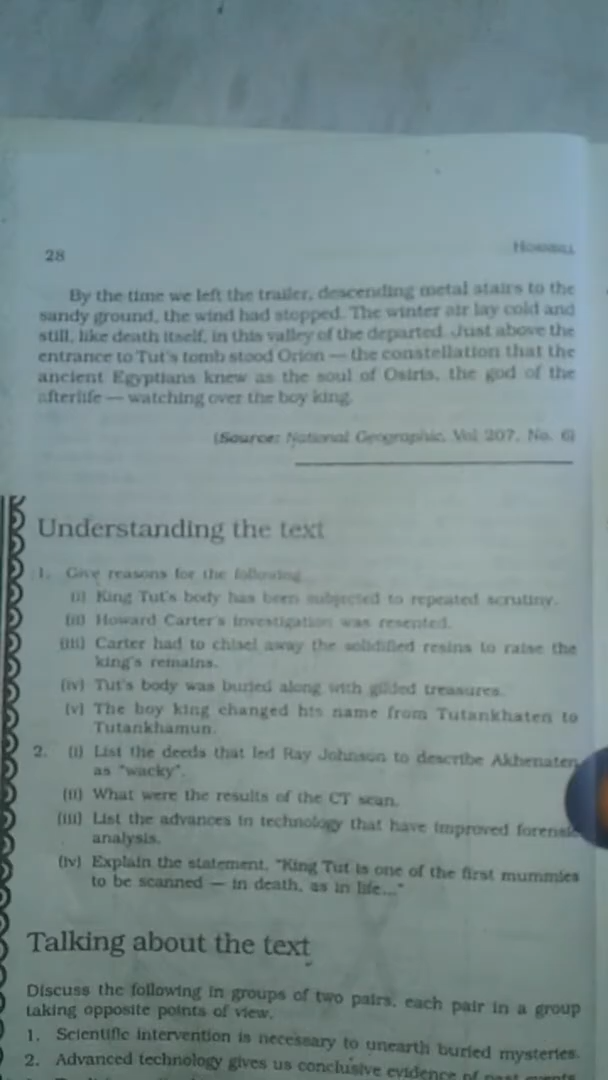 28
HORNBILL
By the time we left the trailer, descending metal stairs to the
sandy ground, the wind had stopped. The winter air lay cold and
still, like death itself, in this valley of the departed. Just above the
entrance to Tut's tomb stood Orion — the constellation that the
ancient Egyptians knew as the soul of Osiris, the god of the
afterlife — watching over the boy king.
(Source: National Geographic, Vol 207, No. 6)
Understanding the text
1. Give reasons for the following
(i) King Tut's body has been subjected to repeated scrutiny.
(ii) Howard Carter's investigation was resented.
(iii) Carter had to chisel away the solidified resins to raise the
king's remains.
(iv) Tut's body was buried along with gilded treasures.
(v) The boy king changed his name from Tutankhaten to
Tutankhamun.
2. (i) List the deeds that led Ray Johnson to describe Akhenaten
as "wacky".
(ii) What were the results of the CT scan.
(iii) List the advances in technology that have improved forensic
analysis.
(iv) Explain the statement, "King Tut is one of the first mummies
to be scanned — in death, as in life..."
Talking about the text
Discuss the following in groups of two pairs, each pair in a group
taking opposite points of view.
1. Scientific intervention is necessary to unearth buried mysteries.
2. Advanced technology gives us conclusive evidence of past events.